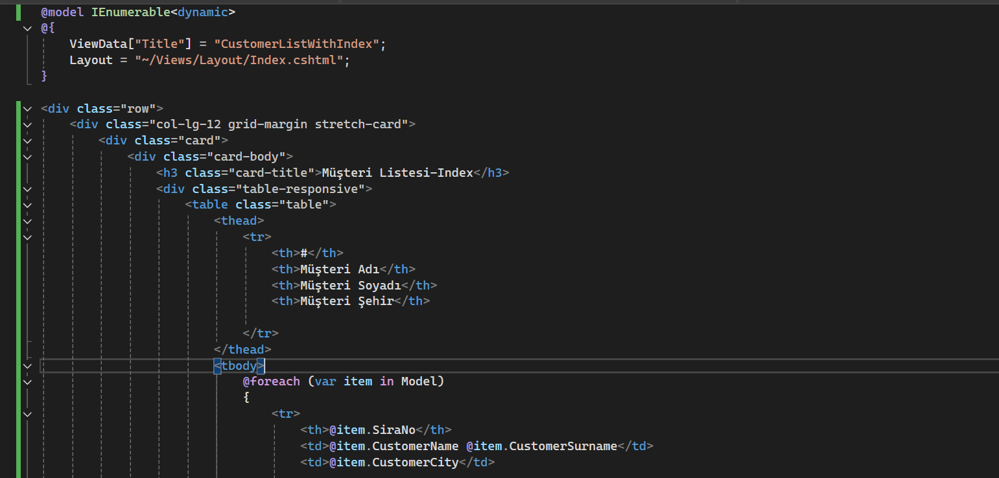 @model IEnumerable<dynamic>
@{
    ViewData["Title"] = "CustomerListWithIndex";
    Layout = "~/Views/Layout/Index.cshtml";
}
<div class="row">
    <div class="col-lg-12 grid-margin stretch-card">
        <div class="card">
            <div class="card-body">
                <h3 class="card-title">Müşteri Listesi-Index</h3>
                <div class="table-responsive">
                    <table class="table">
                        <thead>
                            <tr>
                                <th>#</th>
                                <th>Müşteri Adı</th>
                                <th>Müşteri Soyadı</th>
                                <th>Müşteri Şehir</th>
                            </tr>
                        </thead>
                        <tbody>
                            @foreach (var item in Model)
                            {
                                <tr>
                                    <th>@item.SiraNo</th>
                                    <td>@item.CustomerName @item.CustomerSurname</td>
                                    <td>@item.CustomerCity</td>